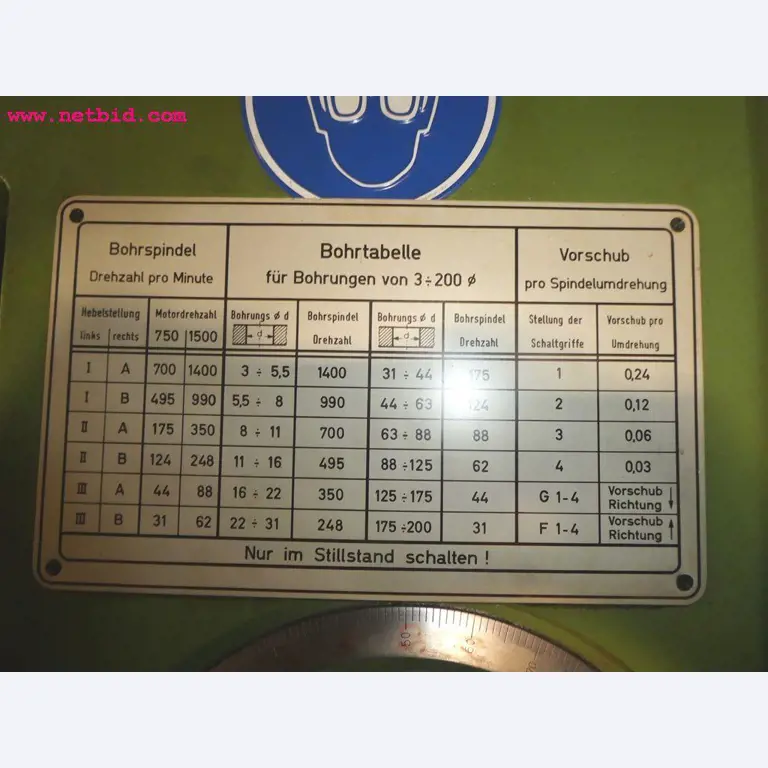 www.netbid.com
Bohrspindel
Drehzahl pro Minute
Bohrtabelle
für Bohrungen von 3÷200 ø
Vorschub
pro Spindelumdrehung
Hebelstellung
links rechts
Motordrehzahl
750 1500
Bohrungs ø d
d
Bohrspindel
Drehzahl
Bohrungs ø d
d
Bohrspindel
Drehzahl
Stellung der
Schaltgriffe
Vorschub pro
Umdrehung
I A 700 1400 3 ÷ 5,5 1400 31 ÷ 44 175 1 0,24
I B 495 990 5,5 ÷ 8 990 44 ÷ 63 124 2 0,12
II A 175 350 8 ÷ 11 700 63 ÷ 88 88 3 0,06
II B 124 248 11 ÷ 16 495 88 ÷125 62 4 0,03
III A 44 88 16 ÷ 22 350 125 ÷175 44 G 1-4 Vorschub Richtung ↓
III B 31 62 22 ÷ 31 248 175 ÷200 31 F 1-4 Vorschub Richtung ↑
Nur im Stillstand schalten !